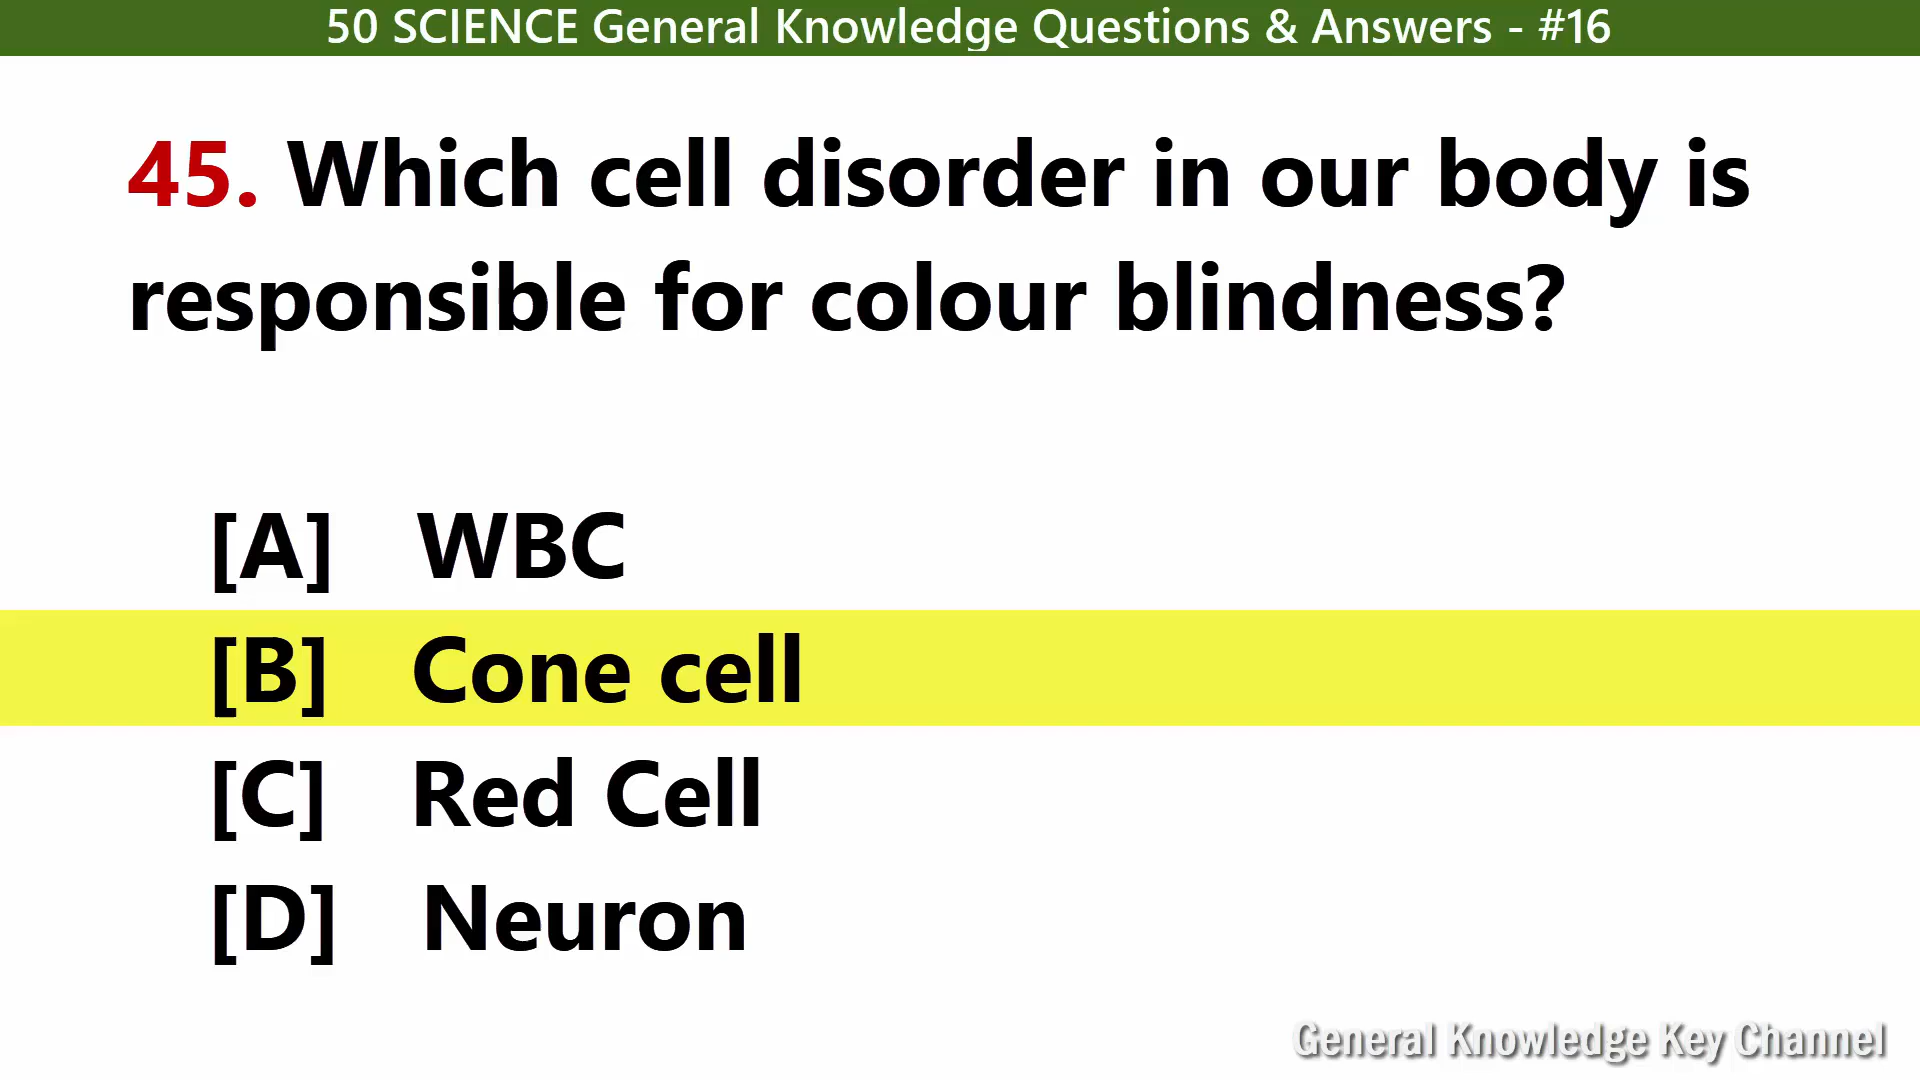 50 SCIENCE General Knowledge Questions & Answers - #16
45. Which cell disorder in our body is
responsible for colour blindness?
[A] WBC
[B] Cone cell
[C] Red Cell
[D] Neuron
General Knowledge Key Channel